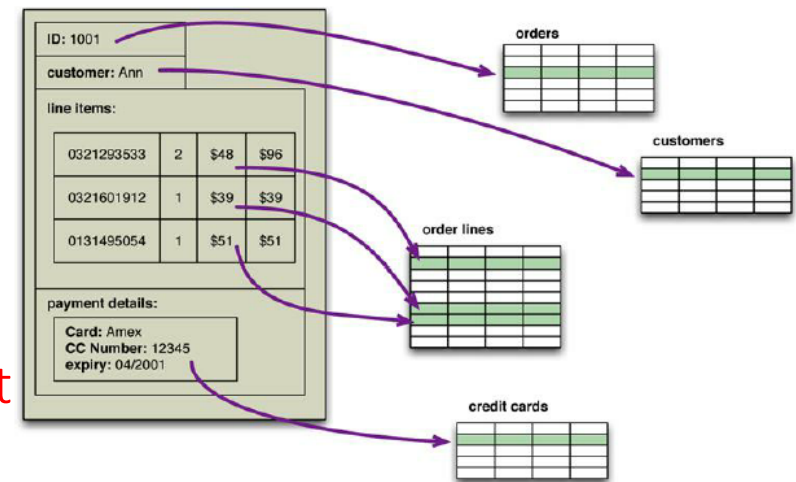 ID: 1001
customer: Ann
line items:
0321293533 2 $48 $96
0321601912 1 $39 $39
0131495054 1 $51 $51
payment details:
Card: Amex
CC Number: 12345
expiry: 04/2001
t
orders
customers
order lines
credit cards